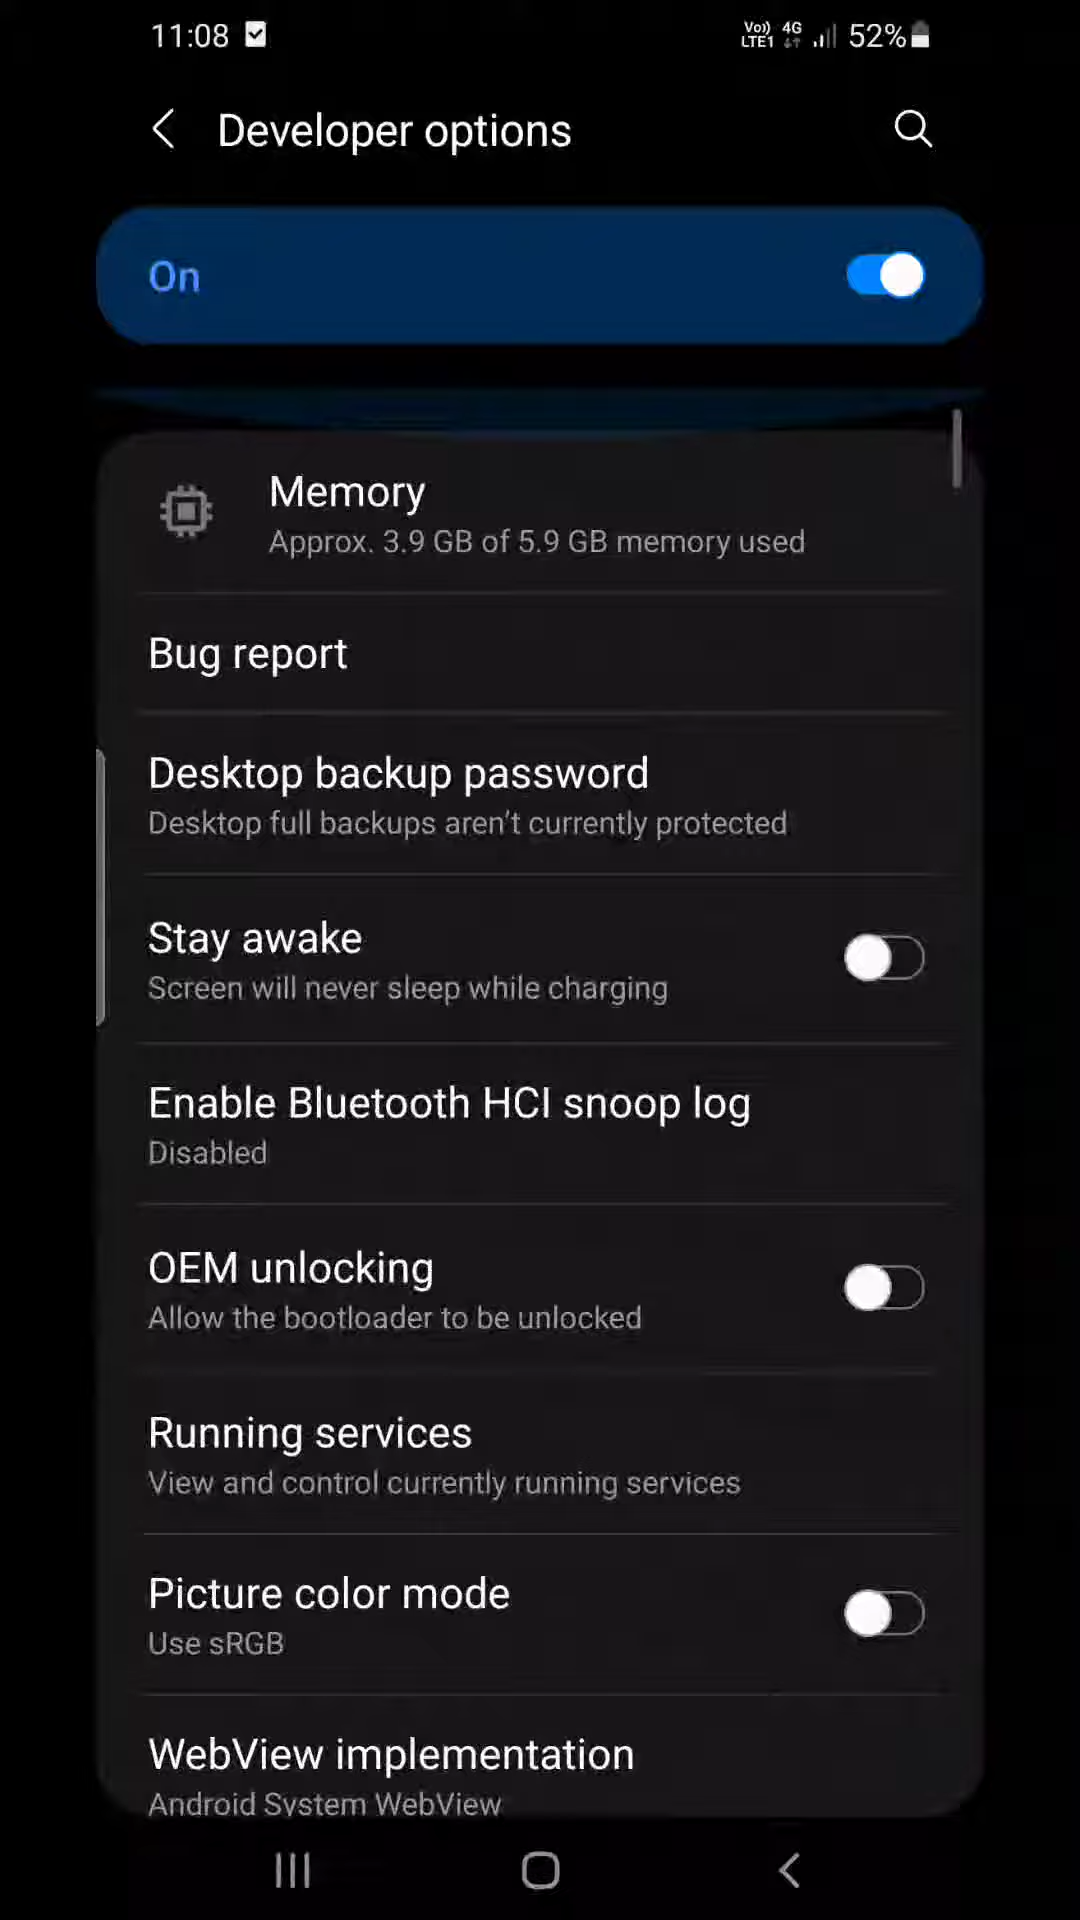 11:08
Vo)) 4G
LTE1 52%
Developer options
On
Memory
Approx. 3.9 GB of 5.9 GB memory used
Bug report
Desktop backup password
Desktop full backups aren't currently protected
Stay awake
Screen will never sleep while charging
Enable Bluetooth HCI snoop log
Disabled
OEM unlocking
Allow the bootloader to be unlocked
Running services
View and control currently running services
Picture color mode
Use sRGB
WebView implementation
Android System WebView